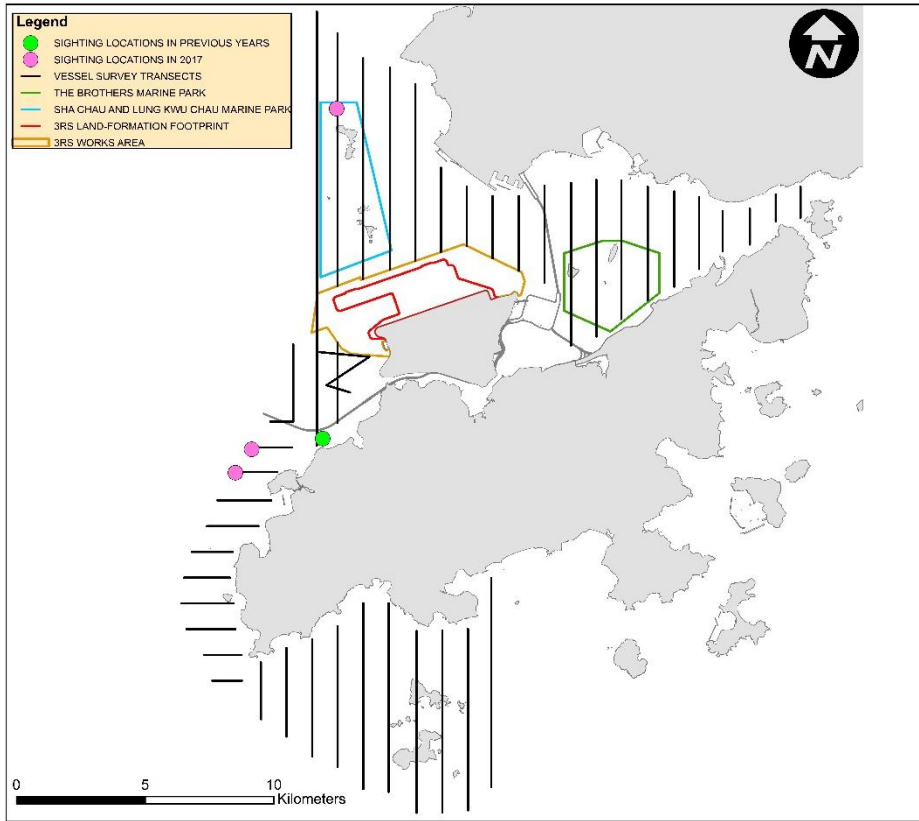 Legend
SIGHTING LOCATIONS IN PREVIOUS YEARS
SIGHTING LOCATIONS IN 2017
VESSEL SURVEY TRANSECTS
THE BROTHERS MARINE PARK
SHA CHAU AND LUNG KWU CHAU MARINE PARK
3RS LAND-FORMATION FOOTPRINT
3RS WORKS AREA
N
0 5 10
Kilometers